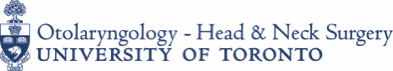 Otolaryngology - Head & Neck Surgery
UNIVERSITY OF TORONTO